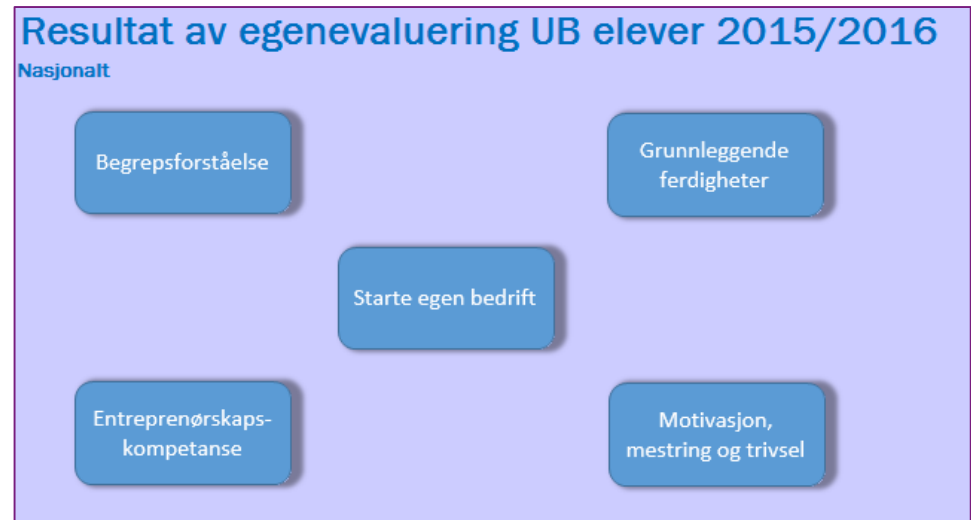 Resultat av egenevaluering UB elever 2015/2016
Nasjonalt
Begrepsforståelse
Grunnleggende
ferdigheter
Starte egen bedrift
Entreprenørskaps-
kompetanse
Motivasjon,
mestring og trivsel